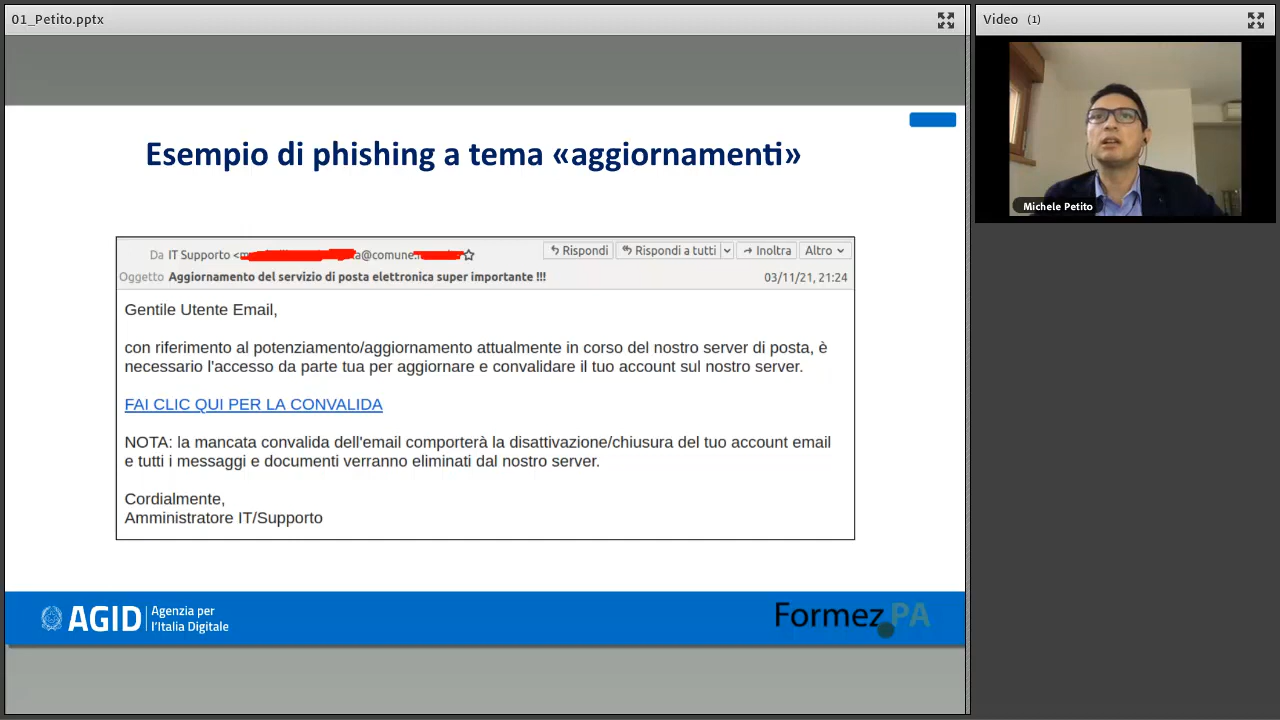 01_Petito.pptx
Video (1)
Michele Petito
Esempio di phishing a tema «aggiornamenti»
Da IT Supporto < @comune.
Rispondi Rispondi a tutti Inoltra Altro
Oggetto Aggiornamento del servizio di posta elettronica super importante !!! 03/11/21, 21:24
Gentile Utente Email,
con riferimento al potenziamento/aggiornamento attualmente in corso del nostro server di posta, è
necessario l'accesso da parte tua per aggiornare e convalidare il tuo account sul nostro server.
FAI CLIC QUI PER LA CONVALIDA
NOTA: la mancata convalida dell'email comporterà la disattivazione/chiusura del tuo account email
e tutti i messaggi e documenti verranno eliminati dal nostro server.
Cordialmente,
Amministratore IT/Supporto
AGID Agenzia per
l'Italia Digitale
Formez PA